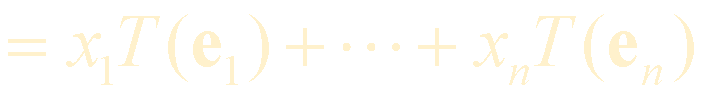 = x₁T(e₁) + ⋯ + xₙT(eₙ)